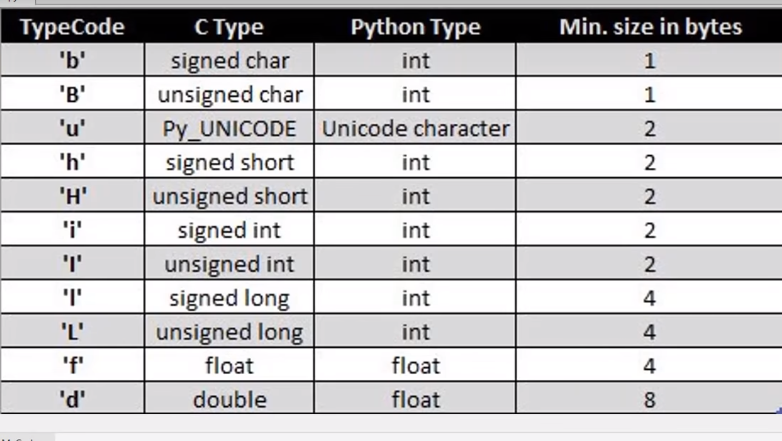 TypeCode C Type Python Type Min. size in bytes
'b' signed char int 1
'B' unsigned char int 1
'u' Py_UNICODE Unicode character 2
'h' signed short int 2
'H' unsigned short int 2
'i' signed int int 2
'I' unsigned int int 2
'l' signed long int 4
'L' unsigned long int 4
'f' float float 4
'd' double float 8